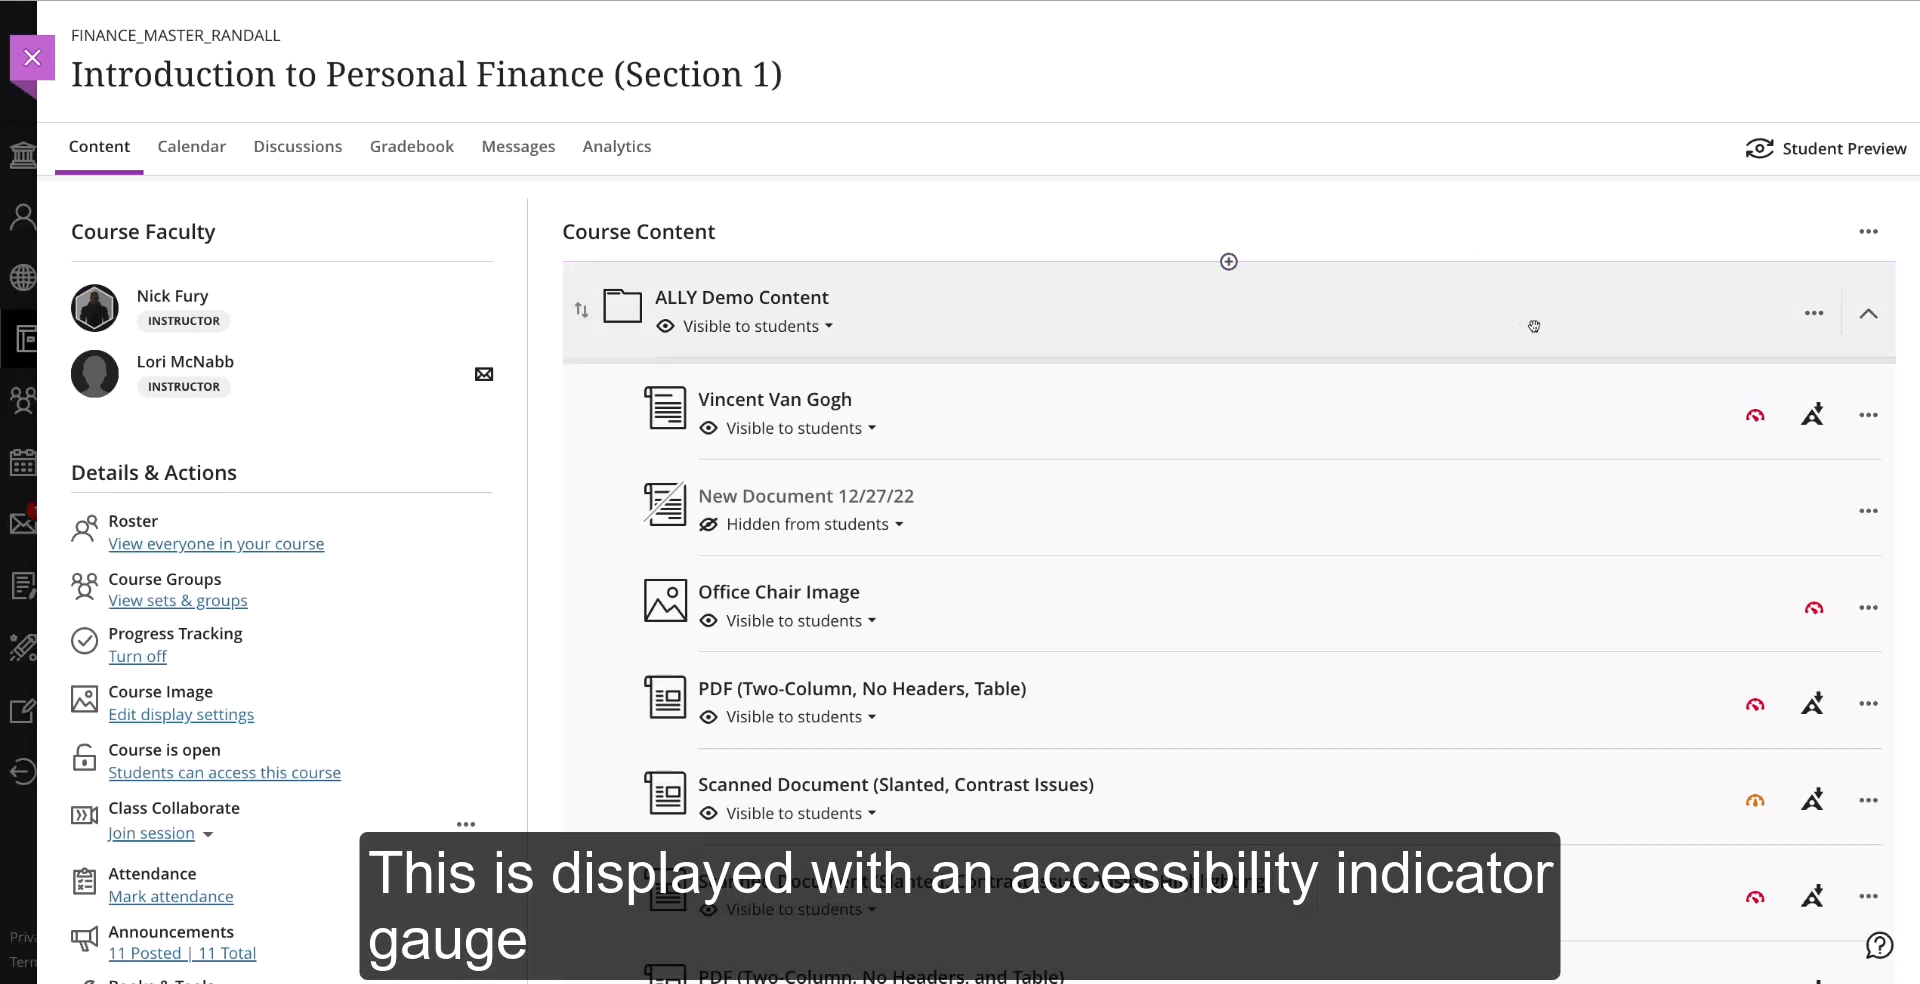 FINANCE_MASTER_RANDALL
Introduction to Personal Finance (Section 1)
Content
Calendar
Discussions
Gradebook
Messages
Analytics
Student Preview
Course Faculty
Nick Fury
INSTRUCTOR
Lori McNabb
INSTRUCTOR
Details & Actions
Roster
View everyone in your course
Course Groups
View sets & groups
Progress Tracking
Turn off
Course Image
Edit display settings
Course is open
Students can access this course
Class Collaborate
Join session
Attendance
Mark attendance
Announcements
11 Posted | 11 Total
Course Content
ALLY Demo Content
Visible to students
Vincent Van Gogh
Visible to students
New Document 12/27/22
Hidden from students
Office Chair Image
Visible to students
PDF (Two-Column, No Headers, Table)
Visible to students
Scanned Document (Slanted, Contrast Issues)
Visible to students
Visible to students
PDF (Two-Column, No Headers, and Table)
This is displayed with an accessibility indicator
gauge